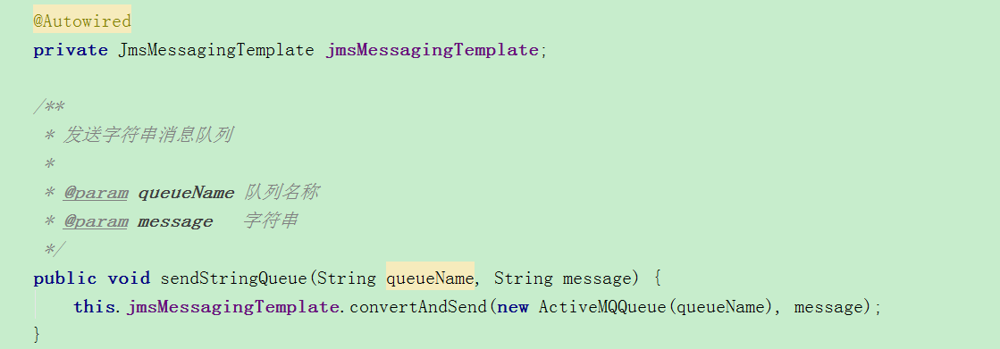 @Autowired
private JmsMessagingTemplate jmsMessagingTemplate;
/**
* 发送字符串消息队列
*
* @param queueName 队列名称
* @param message 字符串
*/
public void sendStringQueue(String queueName, String message) {
this.jmsMessagingTemplate.convertAndSend(new ActiveMQQueue(queueName), message);
}